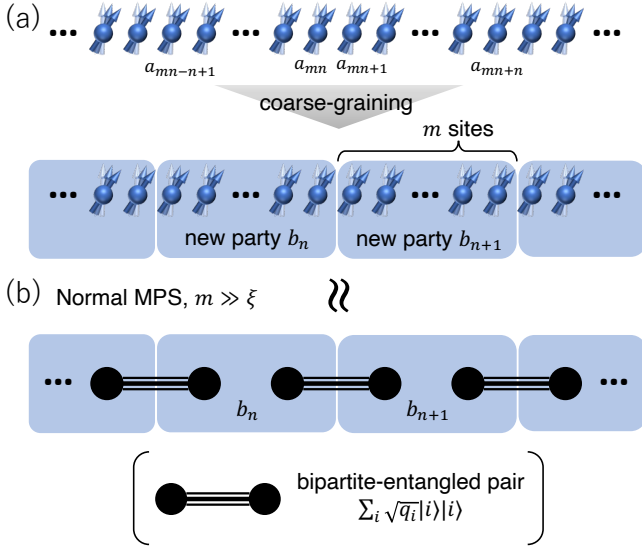 (a)
... ... ... ...
a_{mn-n+1} a_{mn} a_{mn+1} a_{mn+n}
coarse-graining
m sites
... ... ... ...
new party b_n new party b_{n+1}
(b) Normal MPS, m ≫ ξ ≈
... ...
b_n b_{n+1}
bipartite-entangled pair
∑_i √q_i|i⟩|i⟩